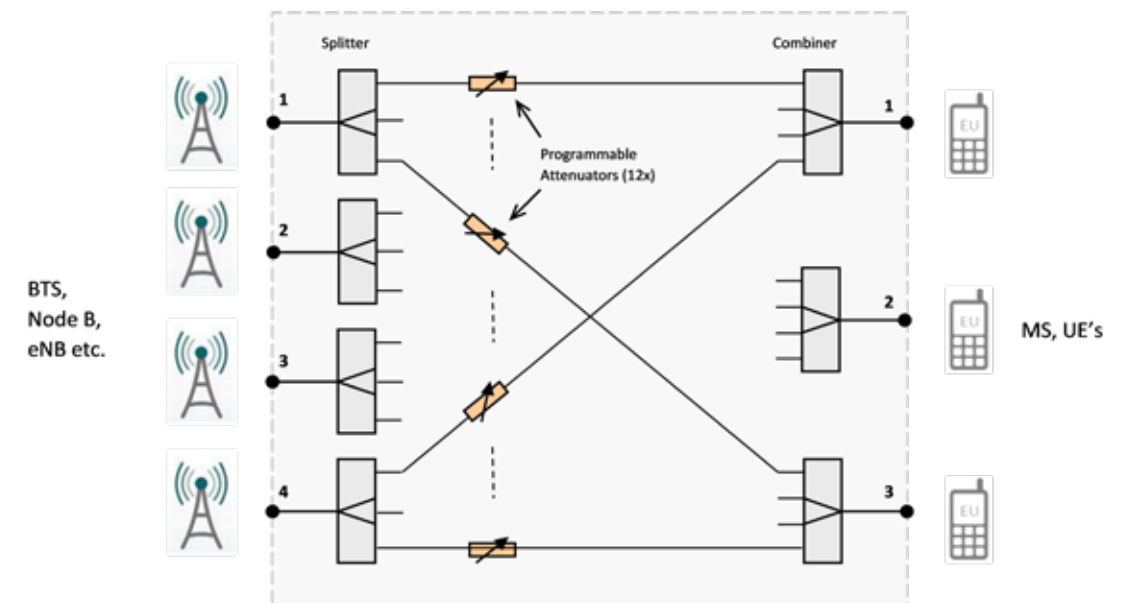 Splitter
Combiner
1
1
EU
Programmable
Attenuators (12x)
2
BTS,
Node B,
eNB etc.
2
EU
MS, UE's
3
4
3
EU